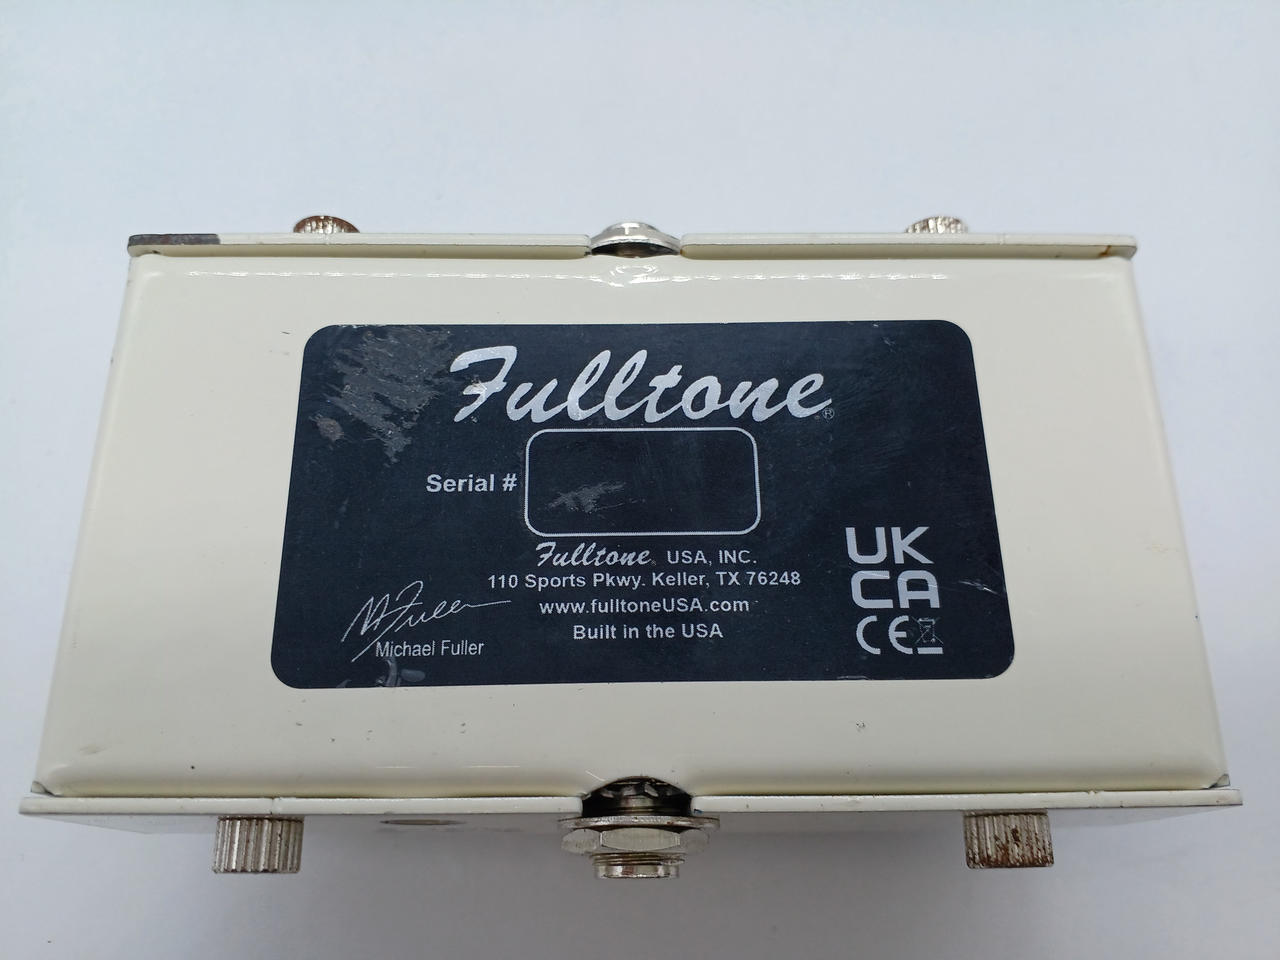 Fulltone®
Serial #
Fulltone® USA, INC.
110 Sports Pkwy. Keller, TX 76248
www.fulltoneUSA.com
Built in the USA
M Fuller
Michael Fuller
UK
CA
CE